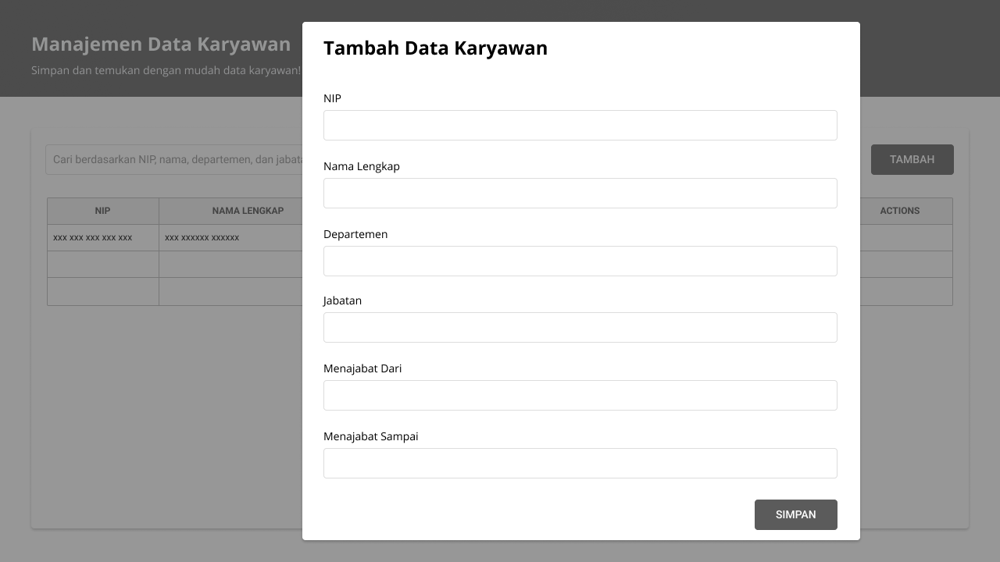 Manajemen Data Karyawan
Simpan dan temukan dengan mudah data karyawan!
Tambah Data Karyawan
NIP
Nama Lengkap
Departemen
Jabatan
Menajabat Dari
Menajabat Sampai
SIMPAN
Cari berdasarkan NIP, nama, departemen, dan
TAMBAH
NIP NAMA LENGKAP ACTIONS
xxx xxx xxx xxx xxx xxx xxxxxx xxxxxx